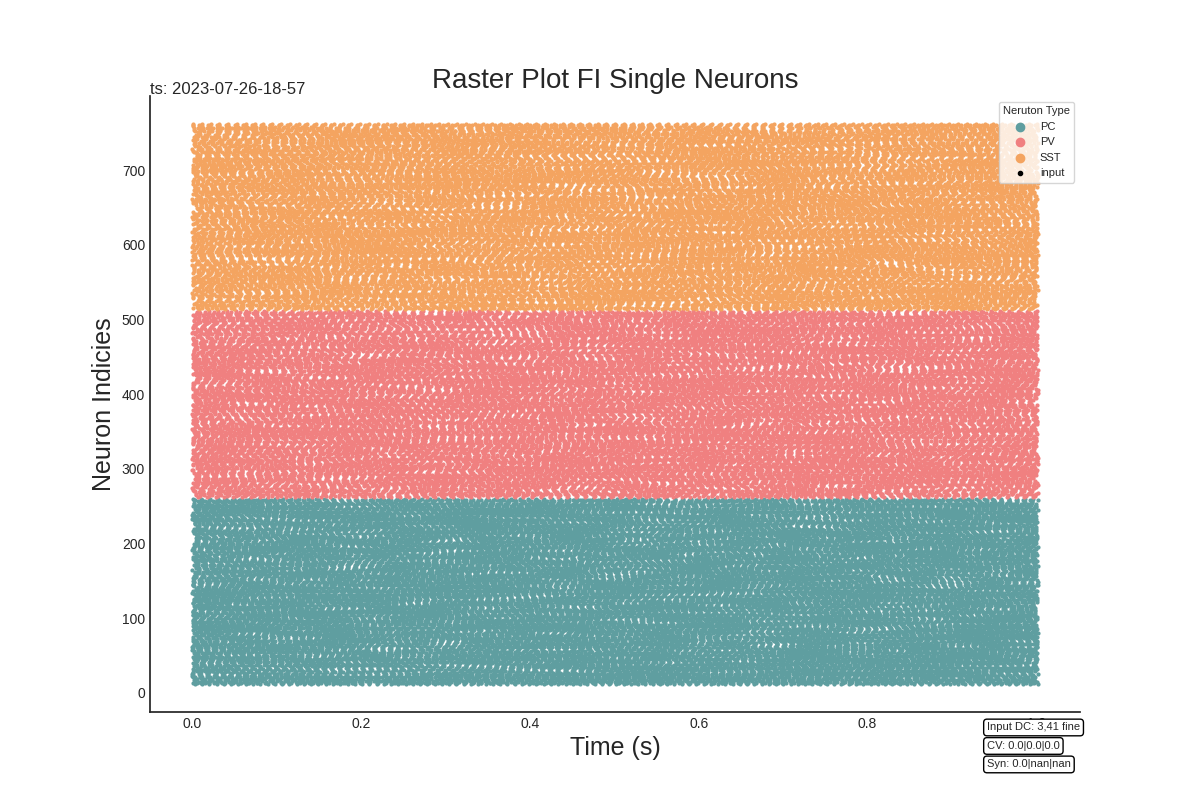 Raster Plot FI Single Neurons
ts: 2023-07-26-18-57
Neruton Type
PC
PV
SST
input
Neuron Indicies
700
600
500
400
300
200
100
0
0.0 0.2 0.4 0.6 0.8
Time (s)
Input DC: 3,41 fine
CV: 0.0|0.0|0.0
Syn: 0.0|nan|nan